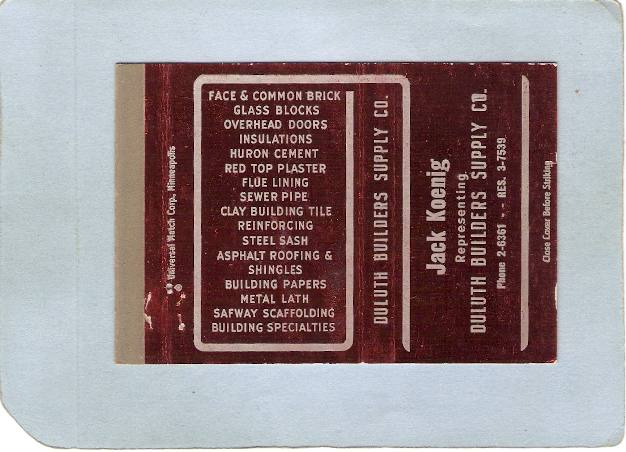 Universal Match Corp., Minneapolis
FACE & COMMON BRICK
GLASS BLOCKS
OVERHEAD DOORS
INSULATIONS
HURON CEMENT
RED TOP PLASTER
FLUE LINING
SEWER PIPE
CLAY BUILDING TILE
REINFORCING
STEEL SASH
ASPHALT ROOFING &
SHINGLES
BUILDING PAPERS
METAL LATH
SAFWAY SCAFFOLDING
BUILDING SPECIALTIES
DULUTH BUILDERS SUPPLY CO.
Jack Koenig
Representing
DULUTH BUILDERS SUPPLY CO.
Phone 2-6361 - - RES. 3-7539
Close Cover Before Striking